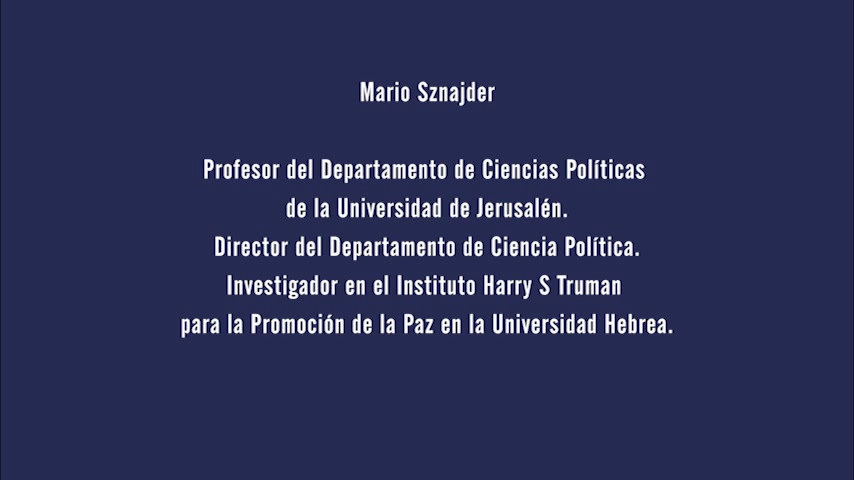 Mario Sznajder
Profesor del Departamento de Ciencias Políticas
de la Universidad de Jerusalén.
Director del Departamento de Ciencia Política.
Investigador en el Instituto Harry S Truman
para la Promoción de la Paz en la Universidad Hebrea.